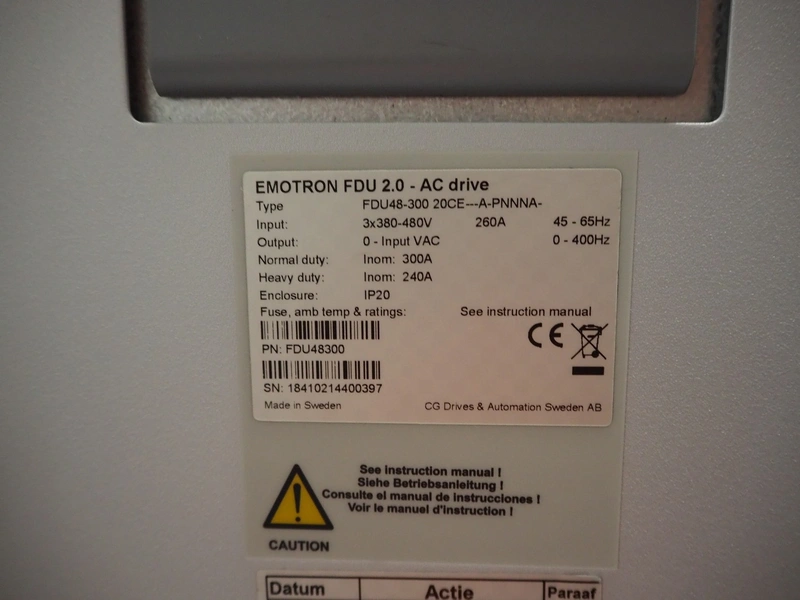 EMOTRON FDU 2.0 - AC drive
Type FDU48-300 20CE---A-PNNNA-
Input: 3x380-480V 260A 45 - 65Hz
Output: 0 - Input VAC 0 - 400Hz
Normal duty: Inom: 300A
Heavy duty: Inom: 240A
Enclosure: IP20
Fuse, amb temp & ratings: See instruction manual
CE
PN: FDU48300
SN: 18410214400397
Made in Sweden CG Drives & Automation Sweden AB
See instruction manual !
Siehe Betriebsanleitung !
Consulte el manual de instrucciones !
Voir le manuel d'instruction !
CAUTION
Datum Actie Paraaf